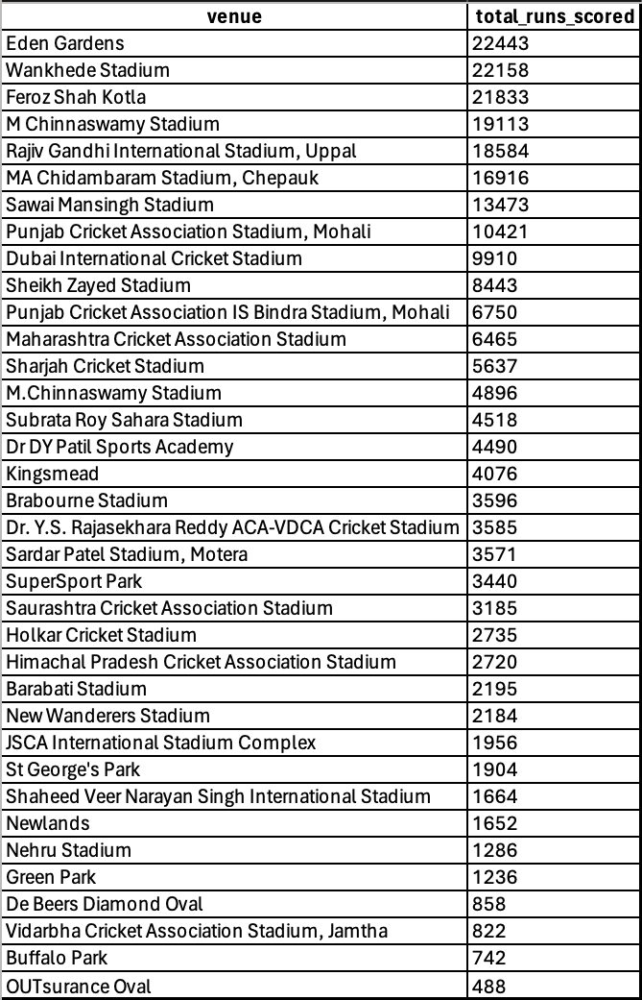 venue total_runs_scored
Eden Gardens 22443
Wankhede Stadium 22158
Feroz Shah Kotla 21833
M Chinnaswamy Stadium 19113
Rajiv Gandhi International Stadium, Uppal 18584
MA Chidambaram Stadium, Chepauk 16916
Sawai Mansingh Stadium 13473
Punjab Cricket Association Stadium, Mohali 10421
Dubai International Cricket Stadium 9910
Sheikh Zayed Stadium 8443
Punjab Cricket Association IS Bindra Stadium, Mohali 6750
Maharashtra Cricket Association Stadium 6465
Sharjah Cricket Stadium 5637
M.Chinnaswamy Stadium 4896
Subrata Roy Sahara Stadium 4518
Dr DY Patil Sports Academy 4490
Kingsmead 4076
Brabourne Stadium 3596
Dr. Y.S. Rajasekhara Reddy ACA-VDCA Cricket Stadium 3585
Sardar Patel Stadium, Motera 3571
SuperSport Park 3440
Saurashtra Cricket Association Stadium 3185
Holkar Cricket Stadium 2735
Himachal Pradesh Cricket Association Stadium 2720
Barabati Stadium 2195
New Wanderers Stadium 2184
JSCA International Stadium Complex 1956
St George's Park 1904
Shaheed Veer Narayan Singh International Stadium 1664
Newlands 1652
Nehru Stadium 1286
Green Park 1236
De Beers Diamond Oval 858
Vidarbha Cricket Association Stadium, Jamtha 822
Buffalo Park 742
OUTsurance Oval 488